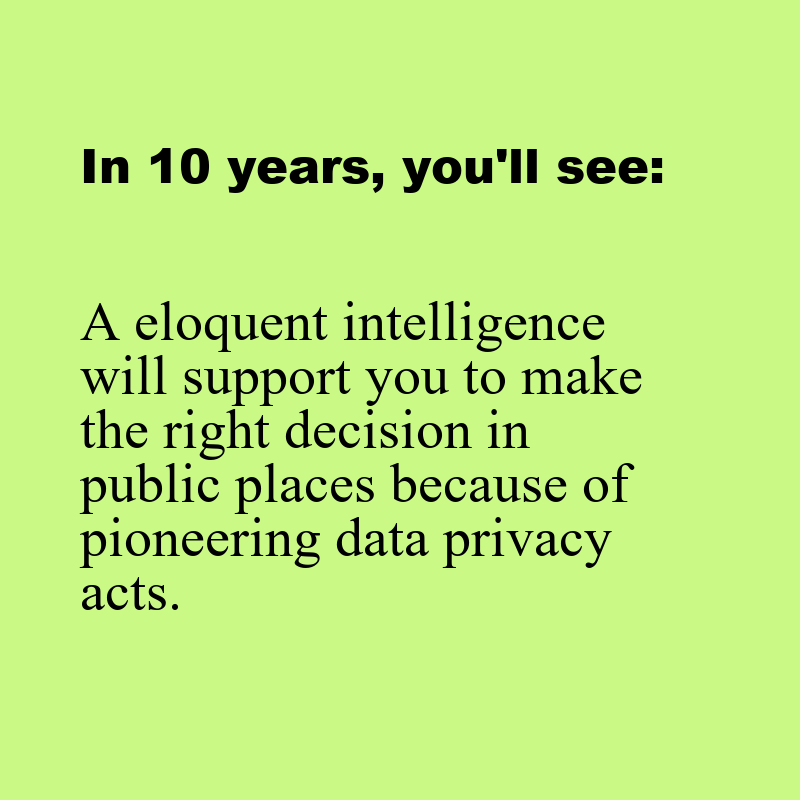 In 10 years, you'll see:
A eloquent intelligence
will support you to make
the right decision in
public places because of
pioneering data privacy
acts.